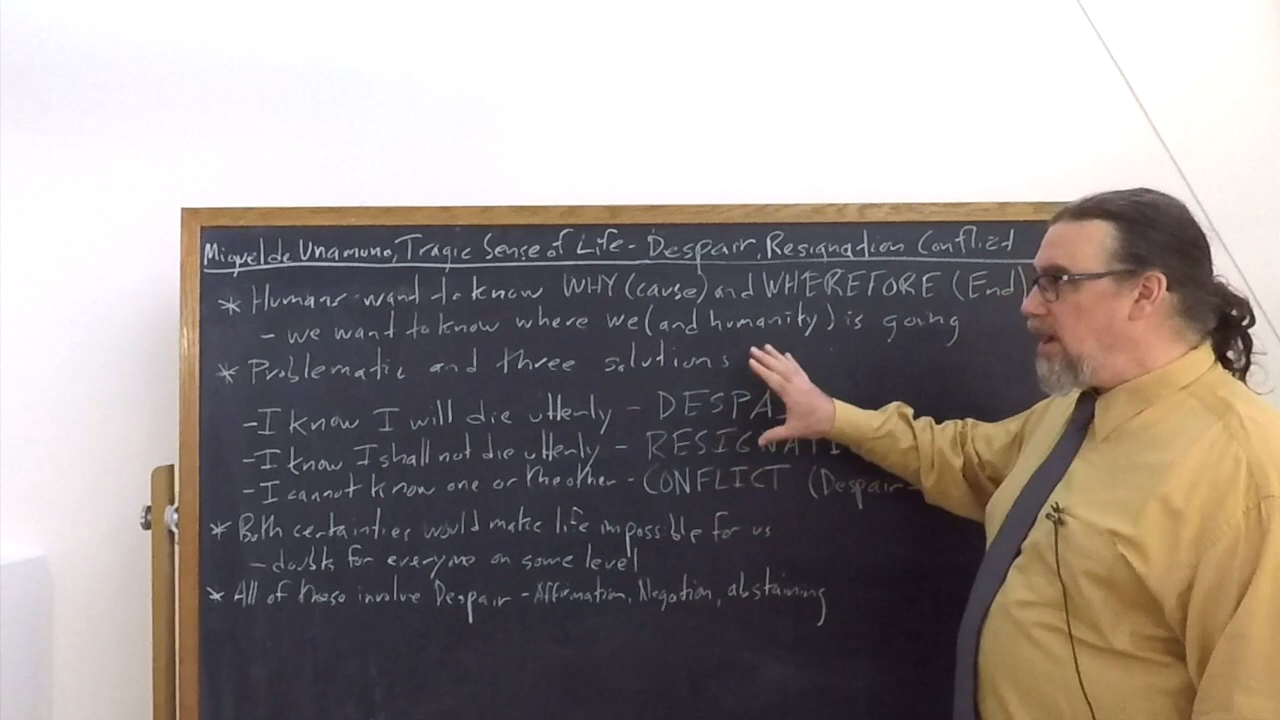 Miguel de Unamuno, Tragic Sense of Life - Despair, Resignation Conflict
* Humans want to know WHY (cause) and WHEREFORE (End)
- we want to know where we (and humanity) is going
* Problematic and three solutions
- I know I will die utterly - DESPA
- I know I shall not die utterly - RESIGNATI
- I cannot know one or the other - CONFLICT (Despair-
* Both certainties would make life impossible for us
- doubts for everyone on some level
* All of these involve Despair - Affirmation, Negation, abstaining